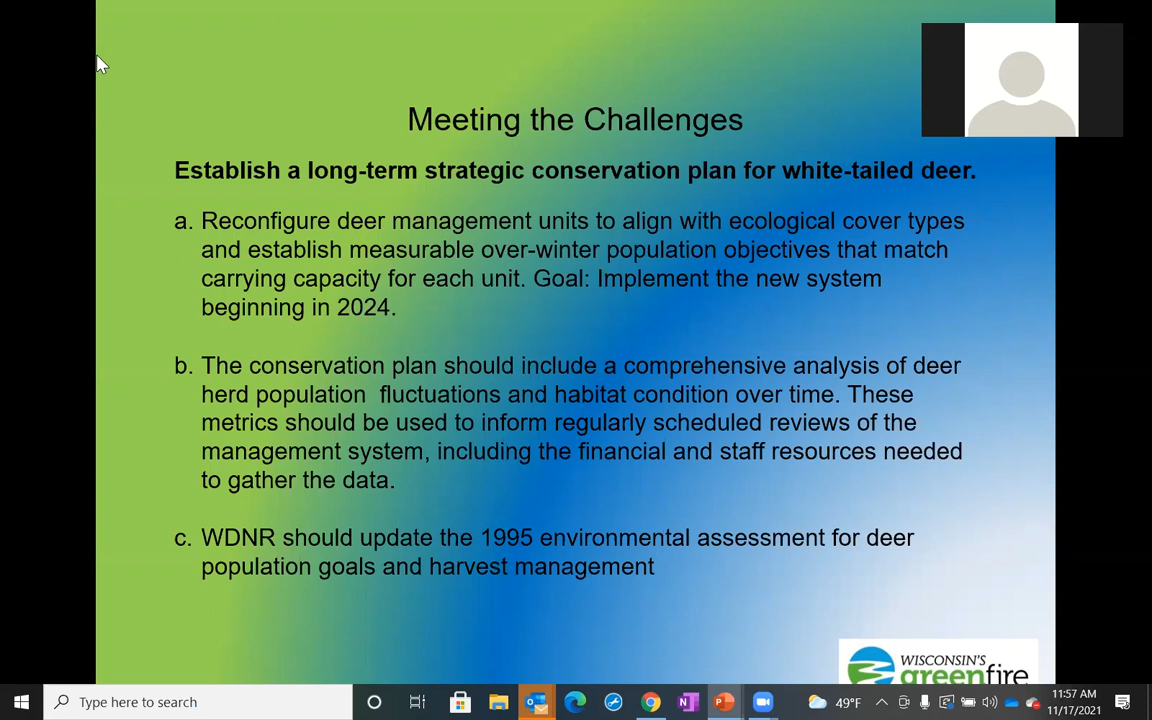 Meeting the Challenges
Establish a long-term strategic conservation plan for white-tailed deer.
a. Reconfigure deer management units to align with ecological cover types
and establish measurable over-winter population objectives that match
carrying capacity for each unit. Goal: Implement the new system
beginning in 2024.
b. The conservation plan should include a comprehensive analysis of deer
herd population  fluctuations and habitat condition over time. These
metrics should be used to inform regularly scheduled reviews of the
management system, including the financial and staff resources needed
to gather the data.
c. WDNR should update the 1995 environmental assessment for deer
population goals and harvest management
WISCONSIN'S
greenfire
Type here to search
49°F
11:57 AM
11/17/2021